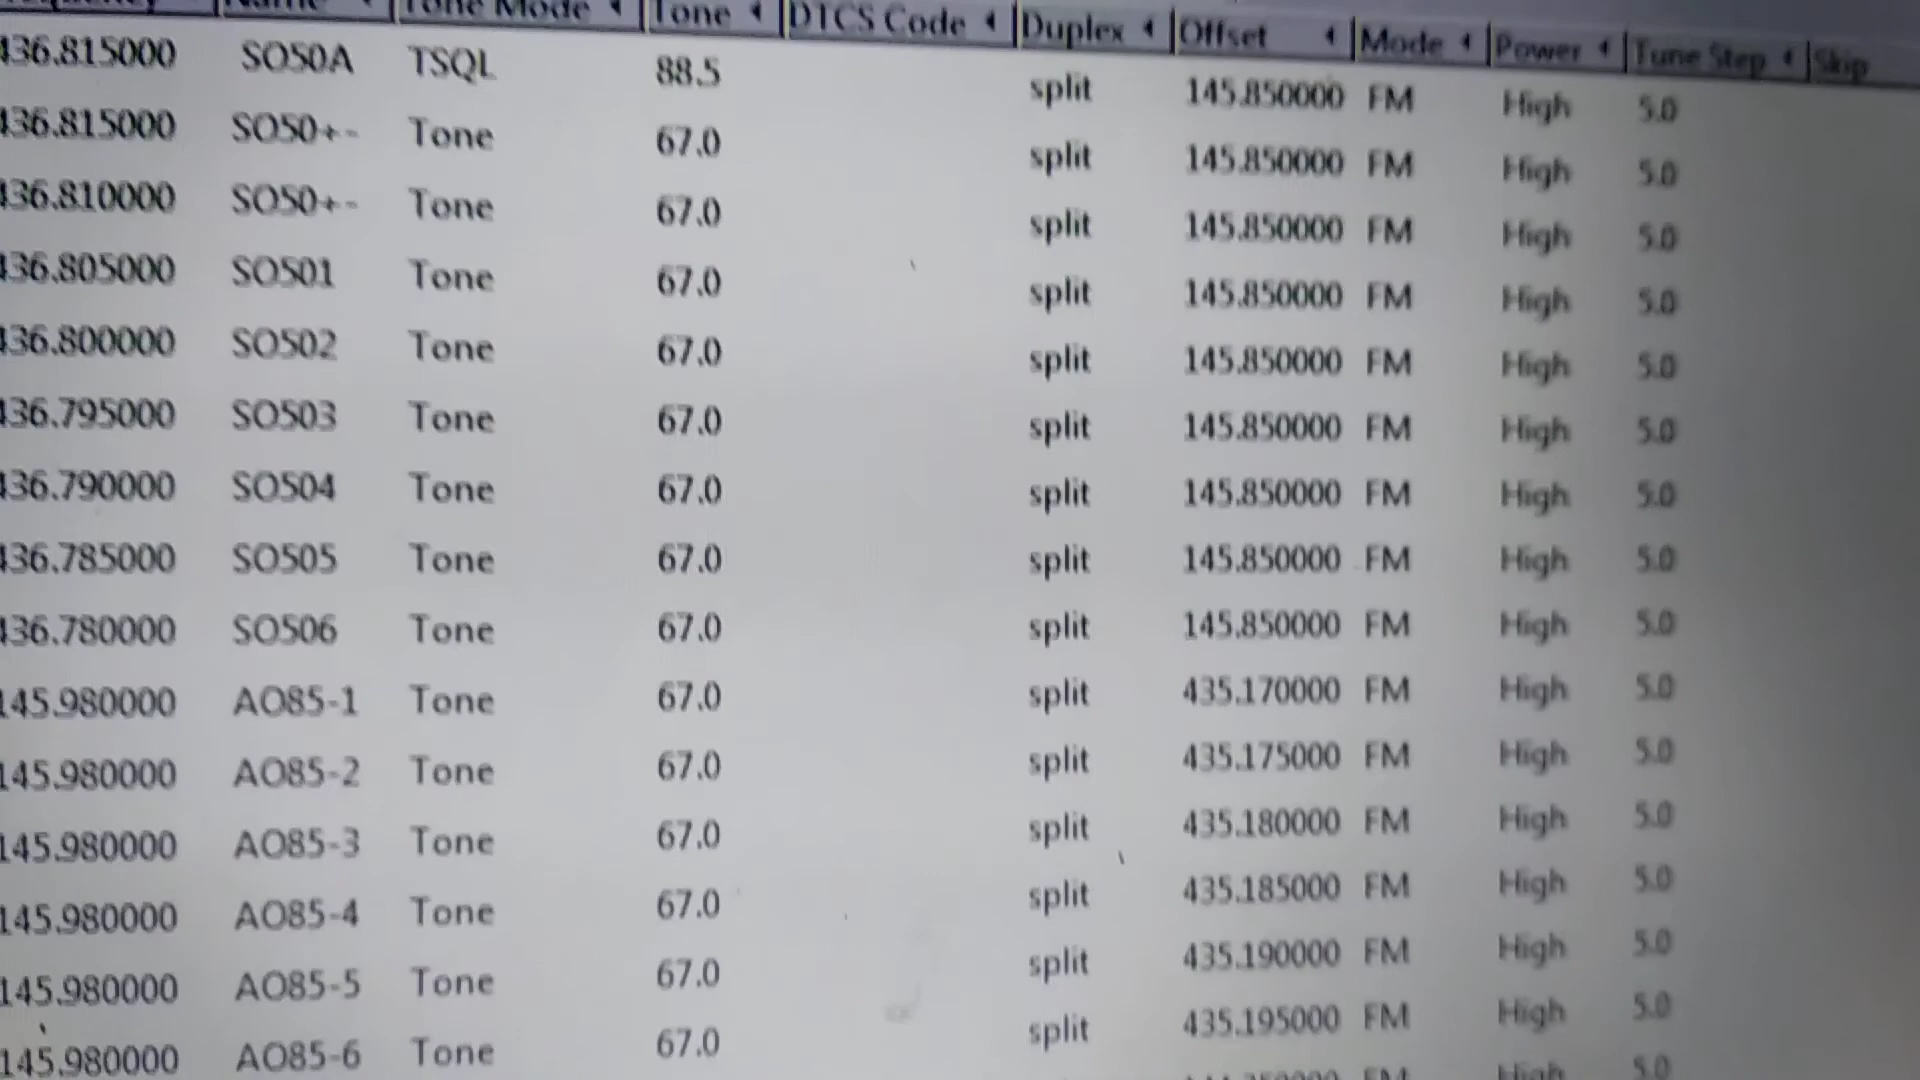 Name Tone Mode Tone DTCS Code Duplex Offset Mode Power Tune Step Skip
436.815000 SO50A TSQL 88.5 split 145.850000 FM High 5.0
436.815000 SO50+- Tone 67.0 split 145.850000 FM High 5.0
436.810000 SO50+- Tone 67.0 split 145.850000 FM High 5.0
436.805000 SO501 Tone 67.0 split 145.850000 FM High 5.0
436.800000 SO502 Tone 67.0 split 145.850000 FM High 5.0
436.795000 SO503 Tone 67.0 split 145.850000 FM High 5.0
436.790000 SO504 Tone 67.0 split 145.850000 FM High 5.0
436.785000 SO505 Tone 67.0 split 145.850000 FM High 5.0
436.780000 SO506 Tone 67.0 split 145.850000 FM High 5.0
145.980000 AO85-1 Tone 67.0 split 435.170000 FM High 5.0
145.980000 AO85-2 Tone 67.0 split 435.175000 FM High 5.0
145.980000 AO85-3 Tone 67.0 split 435.180000 FM High 5.0
145.980000 AO85-4 Tone 67.0 split 435.185000 FM High 5.0
145.980000 AO85-5 Tone 67.0 split 435.190000 FM High 5.0
145.980000 AO85-6 Tone 67.0 split 435.195000 FM High 5.0
FM High 5.0